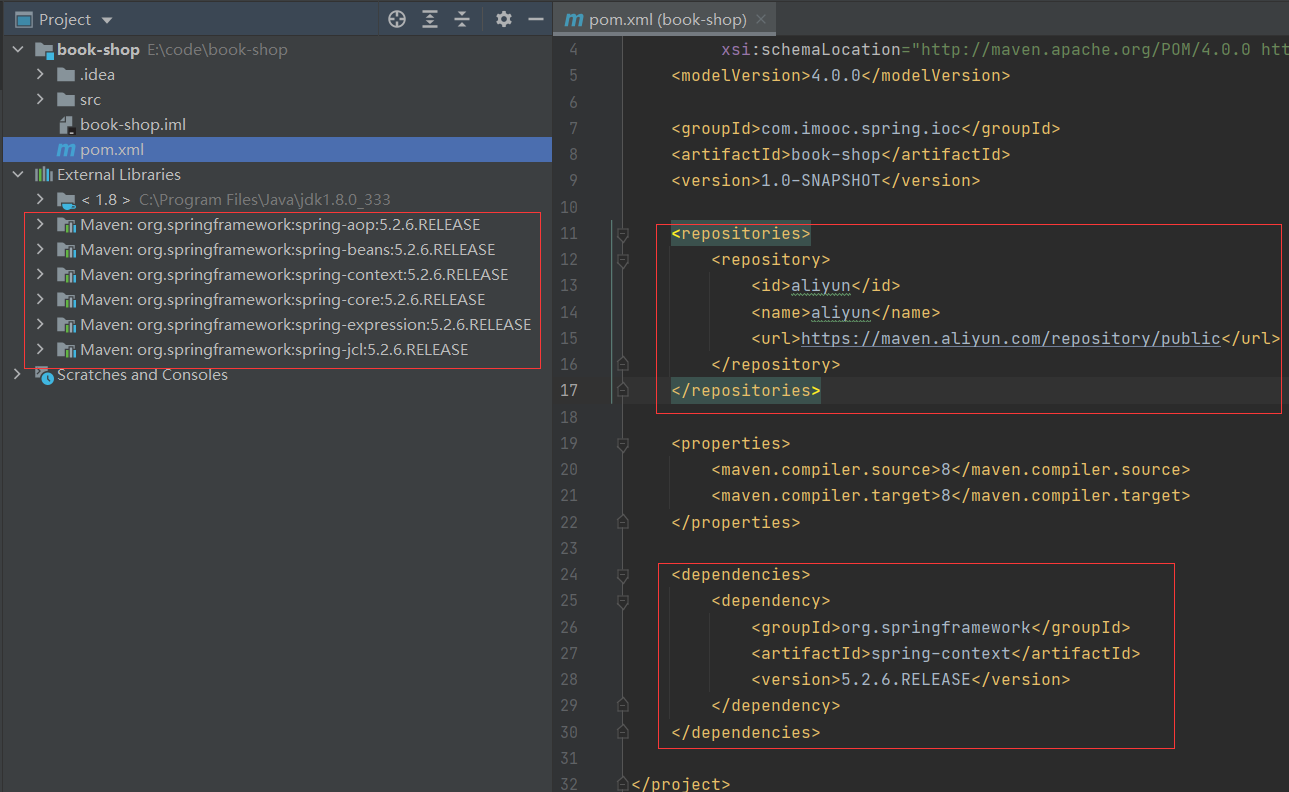 Project
book-shop E:\code\book-shop
.idea
src
book-shop.iml
pom.xml
External Libraries
< 1.8 > C:\Program Files\Java\jdk1.8.0_333
Maven: org.springframework:spring-aop:5.2.6.RELEASE
Maven: org.springframework:spring-beans:5.2.6.RELEASE
Maven: org.springframework:spring-context:5.2.6.RELEASE
Maven: org.springframework:spring-core:5.2.6.RELEASE
Maven: org.springframework:spring-expression:5.2.6.RELEASE
Maven: org.springframework:spring-jcl:5.2.6.RELEASE
Scratches and Consoles
pom.xml (book-shop)
4 xsi:schemaLocation="http://maven.apache.org/POM/4.0.0 htt
5 <modelVersion>4.0.0</modelVersion>
6
7 <groupId>com.imooc.spring.ioc</groupId>
8 <artifactId>book-shop</artifactId>
9 <version>1.0-SNAPSHOT</version>
10
11 <repositories>
12 <repository>
13 <id>aliyun</id>
14 <name>aliyun</name>
15 <url>https://maven.aliyun.com/repository/public</url>
16 </repository>
17 </repositories>
18
19 <properties>
20 <maven.compiler.source>8</maven.compiler.source>
21 <maven.compiler.target>8</maven.compiler.target>
22 </properties>
23
24 <dependencies>
25 <dependency>
26 <groupId>org.springframework</groupId>
27 <artifactId>spring-context</artifactId>
28 <version>5.2.6.RELEASE</version>
29 </dependency>
30 </dependencies>
31
32 </project>